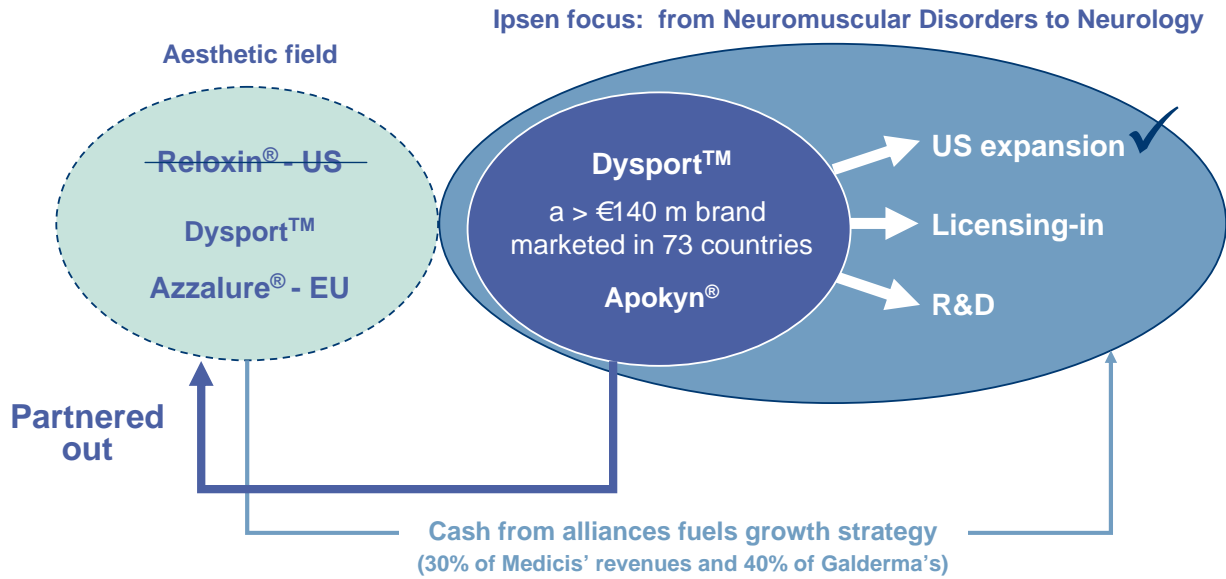 Ipsen focus: from Neuromuscular Disorders to Neurology
Aesthetic field
Reloxin® - US
Dysport™
Azzalure® - EU
Dysport™
a > €140 m brand
marketed in 73 countries
Apokyn®
US expansion
Licensing-in
R&D
Partnered
out
Cash from alliances fuels growth strategy
(30% of Medicis’ revenues and 40% of Galderma’s)